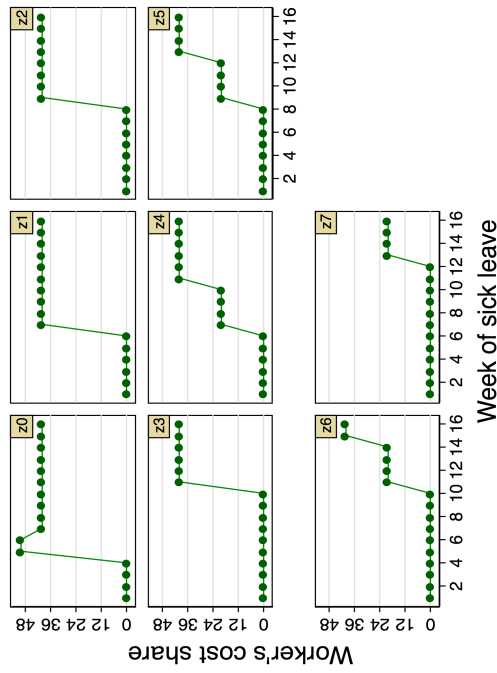 Worker's cost share
z0
z1
z2
0 12 24 36 48
z3
z4
z5
0 12 24 36 48
2 4 6 8 10 12 14 16
z6
z7
0 12 24 36 48
2 4 6 8 10 12 14 16
2 4 6 8 10 12 14 16
Week of sick leave